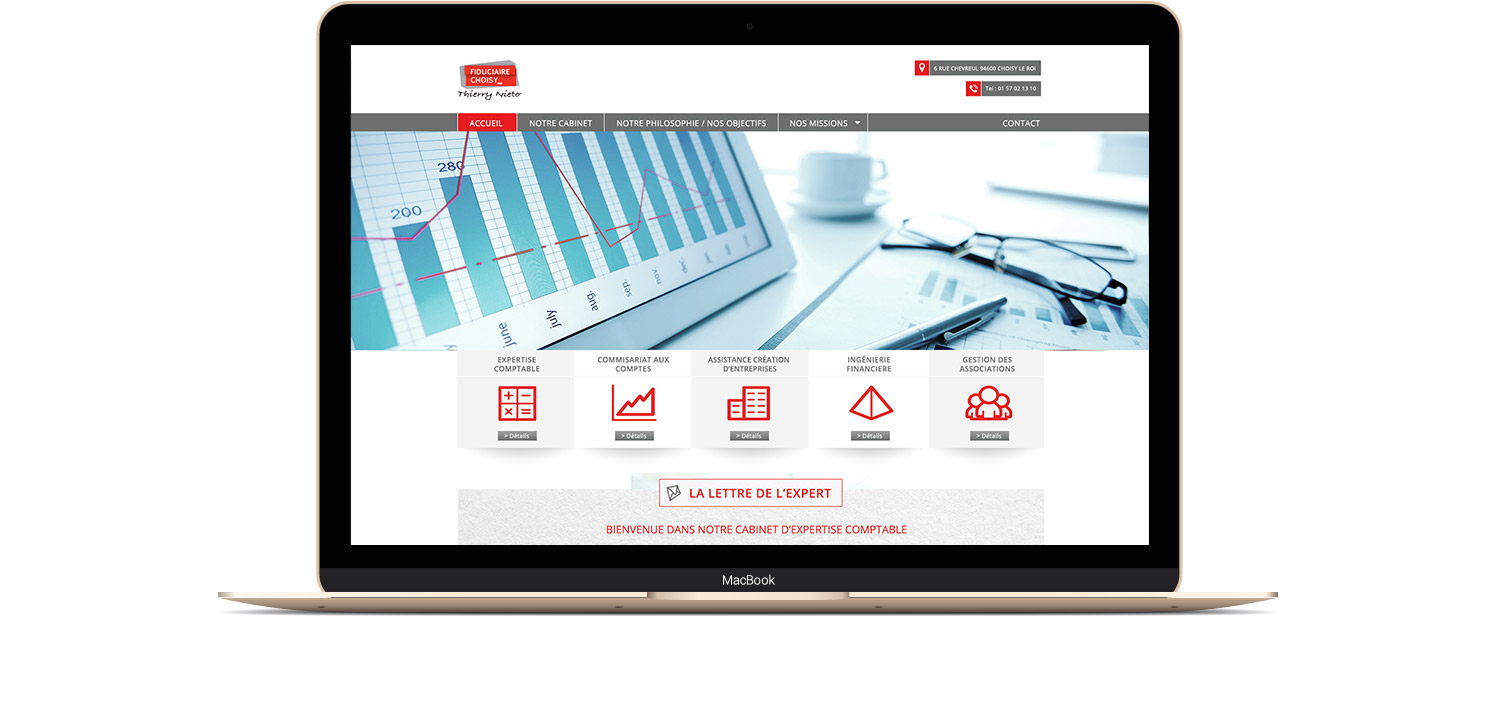 FIDUCIAIRE
CHOISY_
Thierry Nieto
6 RUE CHEVREUL 94600 CHOISY LE ROI
Tel : 01 57 02 13 10
ACCUEIL
NOTRE CABINET
NOTRE PHILOSOPHIE / NOS OBJECTIFS
NOS MISSIONS
CONTACT
280
200
june
july
aug.
sep.
nov.
dec.
EXPERTISE
COMPTABLE
> Détails
COMMISARIAT AUX
COMPTES
> Détails
ASSISTANCE CRÉATION
D'ENTREPRISES
> Détails
INGÉNIERIE
FINANCIERE
> Détails
GESTION DES
ASSOCIATIONS
> Détails
LA LETTRE DE L'EXPERT
BIENVENUE DANS NOTRE CABINET D'EXPERTISE COMPTABLE
MacBook